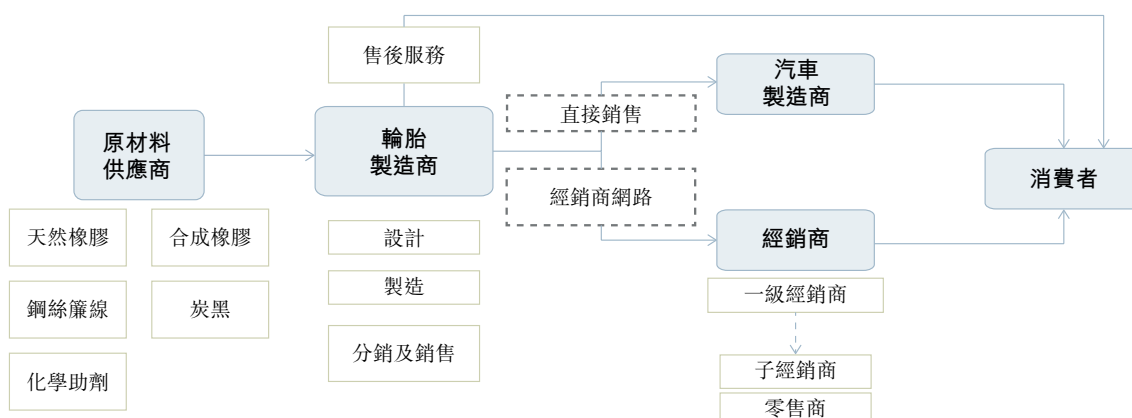 售後服務
汽車
製造商
直接銷售
原材料
供應商
輪胎
製造商
消費者
經銷商網路
天然橡膠
合成橡膠
設計
經銷商
鋼絲簾線
炭黑
製造
一級經銷商
分銷及銷售
化學助劑
子經銷商
零售商